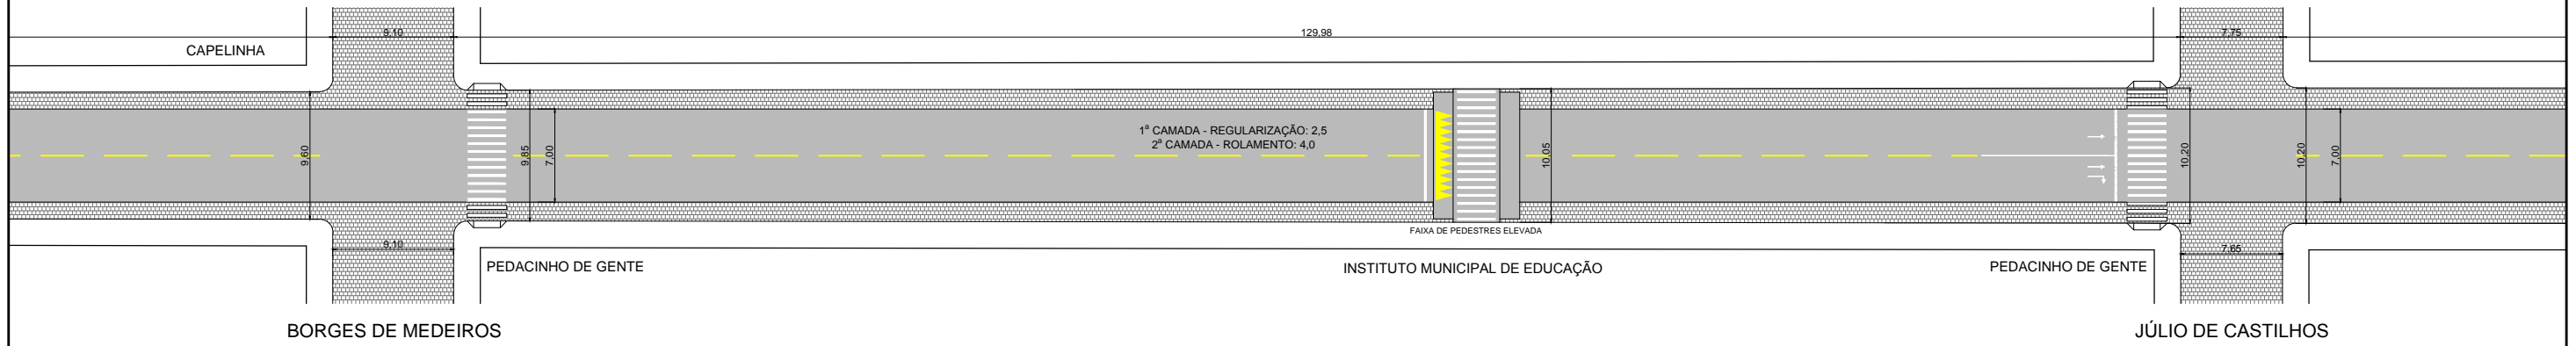 9,10
129,98
7,75
CAPELINHA
9,60
9,85
7,00
1ª CAMADA - REGULARIZAÇÃO: 2,5
2ª CAMADA - ROLAMENTO: 4,0
10,05
10,20
10,20
7,00
FAIXA DE PEDESTRES ELEVADA
9,10
7,65
PEDACINHO DE GENTE
INSTITUTO MUNICIPAL DE EDUCAÇÃO
PEDACINHO DE GENTE
BORGES DE MEDEIROS
JÚLIO DE CASTILHOS